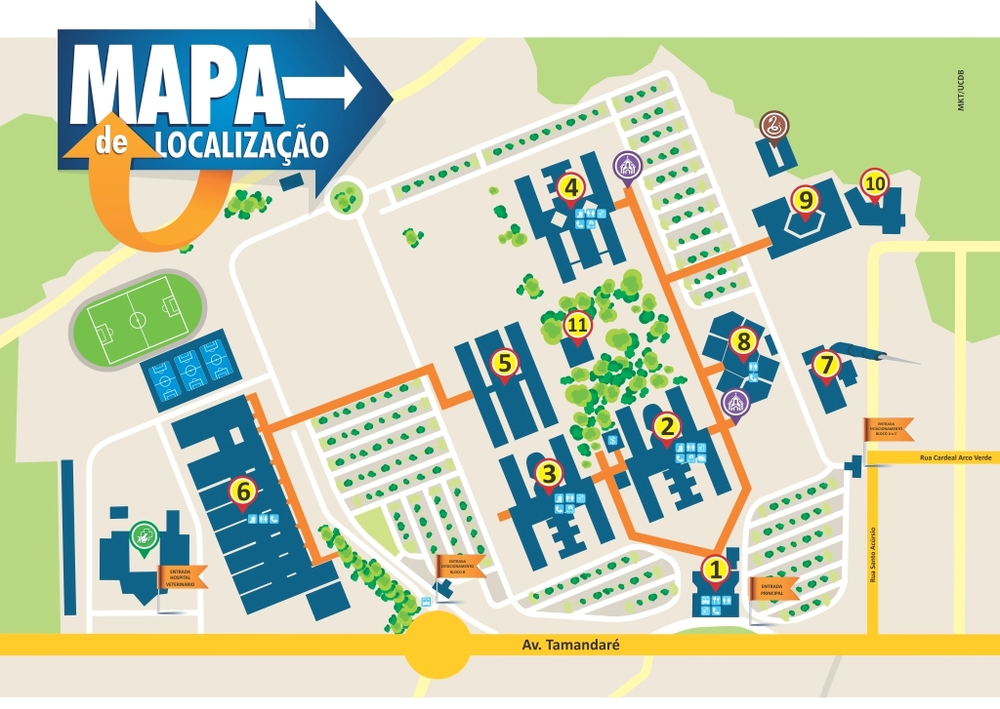 MAPA
de LOCALIZAÇÃO
MKT/UCDB
4
9
10
11
8
5
7
2
3
6
1
ENTRADA
ESTACIONAMENTO
BLOCO A e C
Rua Cardeal Arco Verde
Rua Santo Acúrsio
ENTRADA
HOSPITAL
VETERINÁRIO
ENTRADA
ESTACIONAMENTO
BLOCO B
ENTRADA
PRINCIPAL
Av. Tamandaré
$